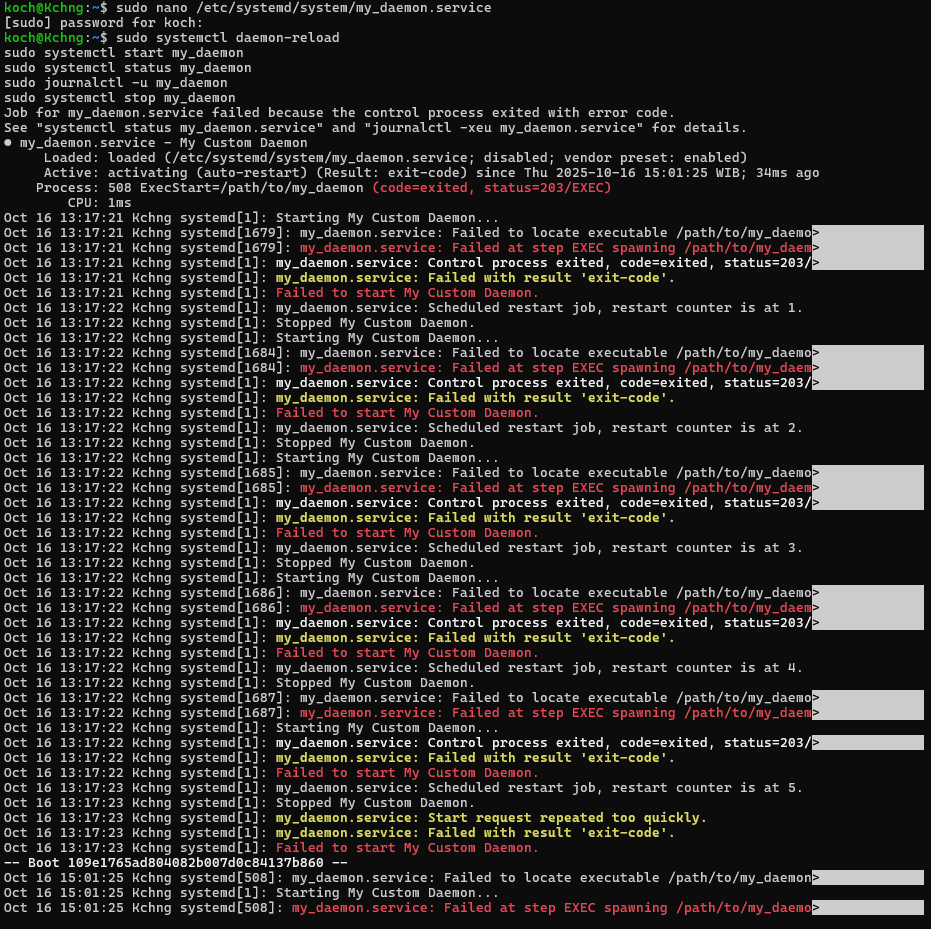 koch@Kchng:~$ sudo nano /etc/systemd/system/my_daemon.service
[sudo] password for koch:
koch@Kchng:~$ sudo systemctl daemon-reload
sudo systemctl start my_daemon
sudo systemctl status my_daemon
sudo journalctl -u my_daemon
sudo systemctl stop my_daemon
Job for my_daemon.service failed because the control process exited with error code.
See "systemctl status my_daemon.service" and "journalctl -xeu my_daemon.service" for details.
● my_daemon.service - My Custom Daemon
     Loaded: loaded (/etc/systemd/system/my_daemon.service; disabled; vendor preset: enabled)
     Active: activating (auto-restart) (Result: exit-code) since Thu 2025-10-16 15:01:25 WIB; 34ms ago
    Process: 508 ExecStart=/path/to/my_daemon (code=exited, status=203/EXEC)
        CPU: 1ms
Oct 16 13:17:21 Kchng systemd[1]: Starting My Custom Daemon...
Oct 16 13:17:21 Kchng systemd[1679]: my_daemon.service: Failed to locate executable /path/to/my_daemo>
Oct 16 13:17:21 Kchng systemd[1679]: my_daemon.service: Failed at step EXEC spawning /path/to/my_daem>
Oct 16 13:17:21 Kchng systemd[1]: my_daemon.service: Control process exited, code=exited, status=203/>
Oct 16 13:17:21 Kchng systemd[1]: my_daemon.service: Failed with result 'exit-code'.
Oct 16 13:17:21 Kchng systemd[1]: Failed to start My Custom Daemon.
Oct 16 13:17:22 Kchng systemd[1]: my_daemon.service: Scheduled restart job, restart counter is at 1.
Oct 16 13:17:22 Kchng systemd[1]: Stopped My Custom Daemon.
Oct 16 13:17:22 Kchng systemd[1]: Starting My Custom Daemon...
Oct 16 13:17:22 Kchng systemd[1684]: my_daemon.service: Failed to locate executable /path/to/my_daemo>
Oct 16 13:17:22 Kchng systemd[1684]: my_daemon.service: Failed at step EXEC spawning /path/to/my_daem>
Oct 16 13:17:22 Kchng systemd[1]: my_daemon.service: Control process exited, code=exited, status=203/>
Oct 16 13:17:22 Kchng systemd[1]: my_daemon.service: Failed with result 'exit-code'.
Oct 16 13:17:22 Kchng systemd[1]: Failed to start My Custom Daemon.
Oct 16 13:17:22 Kchng systemd[1]: my_daemon.service: Scheduled restart job, restart counter is at 2.
Oct 16 13:17:22 Kchng systemd[1]: Stopped My Custom Daemon.
Oct 16 13:17:22 Kchng systemd[1]: Starting My Custom Daemon...
Oct 16 13:17:22 Kchng systemd[1685]: my_daemon.service: Failed to locate executable /path/to/my_daemo>
Oct 16 13:17:22 Kchng systemd[1685]: my_daemon.service: Failed at step EXEC spawning /path/to/my_daem>
Oct 16 13:17:22 Kchng systemd[1]: my_daemon.service: Control process exited, code=exited, status=203/>
Oct 16 13:17:22 Kchng systemd[1]: my_daemon.service: Failed with result 'exit-code'.
Oct 16 13:17:22 Kchng systemd[1]: Failed to start My Custom Daemon.
Oct 16 13:17:22 Kchng systemd[1]: my_daemon.service: Scheduled restart job, restart counter is at 3.
Oct 16 13:17:22 Kchng systemd[1]: Stopped My Custom Daemon.
Oct 16 13:17:22 Kchng systemd[1]: Starting My Custom Daemon...
Oct 16 13:17:22 Kchng systemd[1686]: my_daemon.service: Failed to locate executable /path/to/my_daemo>
Oct 16 13:17:22 Kchng systemd[1686]: my_daemon.service: Failed at step EXEC spawning /path/to/my_daem>
Oct 16 13:17:22 Kchng systemd[1]: my_daemon.service: Control process exited, code=exited, status=203/>
Oct 16 13:17:22 Kchng systemd[1]: my_daemon.service: Failed with result 'exit-code'.
Oct 16 13:17:22 Kchng systemd[1]: Failed to start My Custom Daemon.
Oct 16 13:17:22 Kchng systemd[1]: my_daemon.service: Scheduled restart job, restart counter is at 4.
Oct 16 13:17:22 Kchng systemd[1]: Stopped My Custom Daemon.
Oct 16 13:17:22 Kchng systemd[1687]: my_daemon.service: Failed to locate executable /path/to/my_daemo>
Oct 16 13:17:22 Kchng systemd[1687]: my_daemon.service: Failed at step EXEC spawning /path/to/my_daem>
Oct 16 13:17:22 Kchng systemd[1]: Starting My Custom Daemon...
Oct 16 13:17:22 Kchng systemd[1]: my_daemon.service: Control process exited, code=exited, status=203/>
Oct 16 13:17:22 Kchng systemd[1]: my_daemon.service: Failed with result 'exit-code'.
Oct 16 13:17:22 Kchng systemd[1]: Failed to start My Custom Daemon.
Oct 16 13:17:23 Kchng systemd[1]: my_daemon.service: Scheduled restart job, restart counter is at 5.
Oct 16 13:17:23 Kchng systemd[1]: Stopped My Custom Daemon.
Oct 16 13:17:23 Kchng systemd[1]: my_daemon.service: Start request repeated too quickly.
Oct 16 13:17:23 Kchng systemd[1]: my_daemon.service: Failed with result 'exit-code'.
Oct 16 13:17:23 Kchng systemd[1]: Failed to start My Custom Daemon.
-- Boot 109e1765ad804082b007d0c84137b860 --
Oct 16 15:01:25 Kchng systemd[508]: my_daemon.service: Failed to locate executable /path/to/my_daemon>
Oct 16 15:01:25 Kchng systemd[1]: Starting My Custom Daemon...
Oct 16 15:01:25 Kchng systemd[508]: my_daemon.service: Failed at step EXEC spawning /path/to/my_daemo>